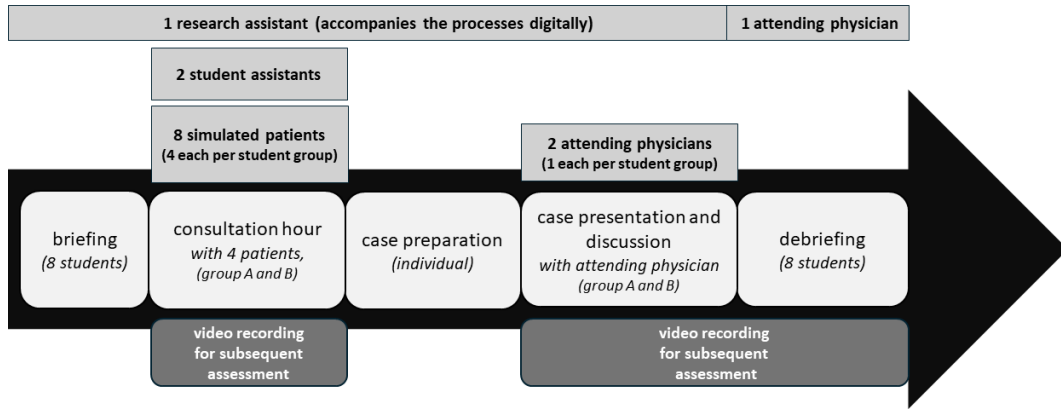 1 research assistant (accompanies the processes digitally)
1 attending physician
2 student assistants
8 simulated patients
(4 each per student group)
2 attending physicians
(1 each per student group)
briefing
(8 students)
consultation hour
with 4 patients,
(group A and B)
case preparation
(individual)
case presentation and
discussion
with attending physician
(group A and B)
debriefing
(8 students)
video recording
for subsequent
assessment
video recording
for subsequent
assessment